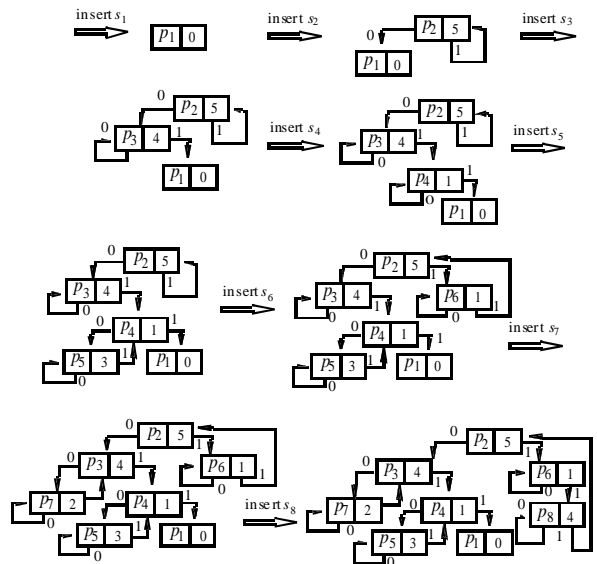 insert s1
p1 0
insert s2
0 p2 5
1
p1 0
insert s3
0 p2 5
0 p3 4 1 1
0
p1 0
insert s4
0 p2 5
0 p3 4 1 1
0
p4 1 1
0
p1 0
insert s5
0 p2 5
0 p3 4 1 1
0
0 p4 1 1
p5 3 1 p1 0
0
insert s6
0 p2 5
1
0 p3 4 1 p6 1
0 1
0 p4 1 1
p5 3 1 p1 0
0
insert s7
0 p2 5
1
0 p3 4 1 p6 1
0 1
p7 2 1 0 p4 1 1
0
p5 3 1 p1 0
0
insert s8
0 p2 5
1
0 p3 4 1 p6 1
0 1
p7 2 1 0 p4 1 1 0 p8 4
0 1
p5 3 1 p1 0
0